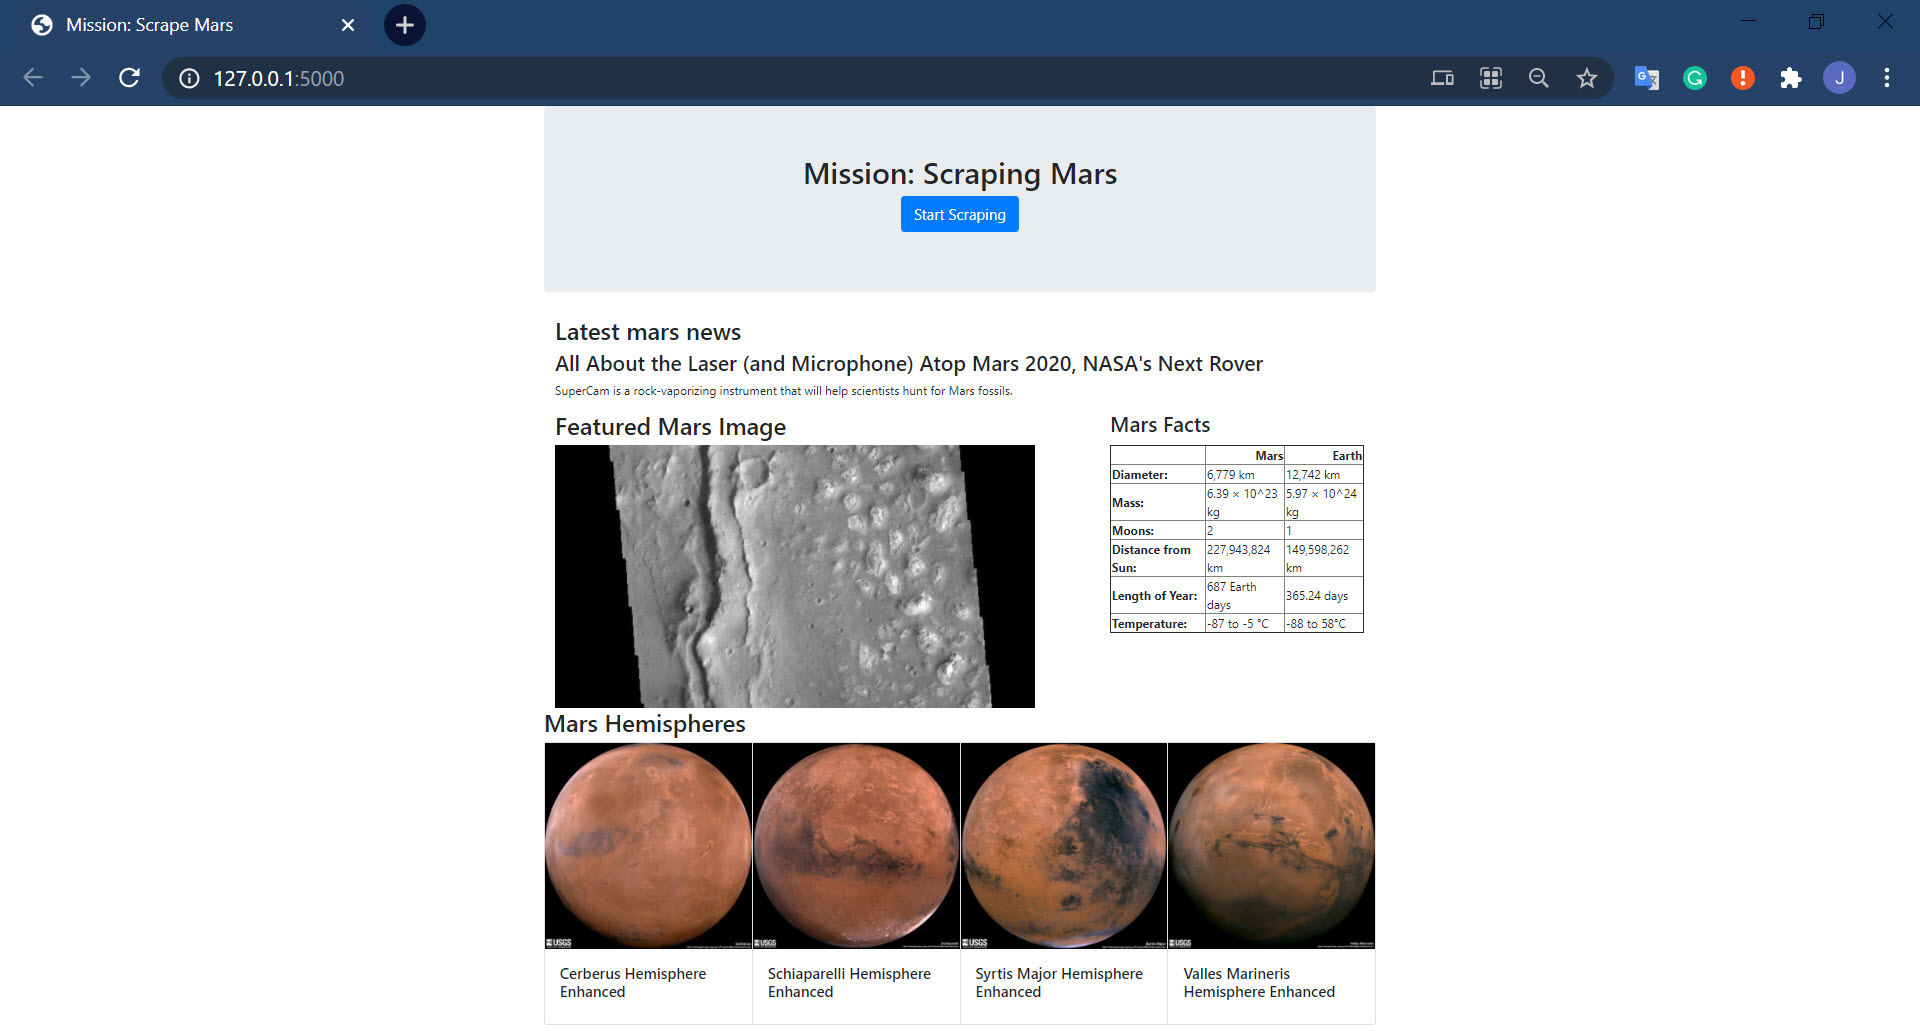 Mission: Scrape Mars
127.0.0.1:5000
J
Mission: Scraping Mars
Start Scraping
Latest mars news
All About the Laser (and Microphone) Atop Mars 2020, NASA's Next Rover
SuperCam is a rock-vaporizing instrument that will help scientists hunt for Mars fossils.
Featured Mars Image
Mars Facts
Mars Earth
Diameter: 6,779 km 12,742 km
Mass: 6.39 × 10^23 kg 5.97 × 10^24 kg
Moons: 2 1
Distance from Sun: 227,943,824 km 149,598,262 km
Length of Year: 687 Earth days 365.24 days
Temperature: -87 to -5 °C -88 to 58°C
Mars Hemispheres
USGS USGS USGS USGS
Cerberus Hemisphere
Enhanced
Schiaparelli Hemisphere
Enhanced
Syrtis Major Hemisphere
Enhanced
Valles Marineris
Hemisphere Enhanced